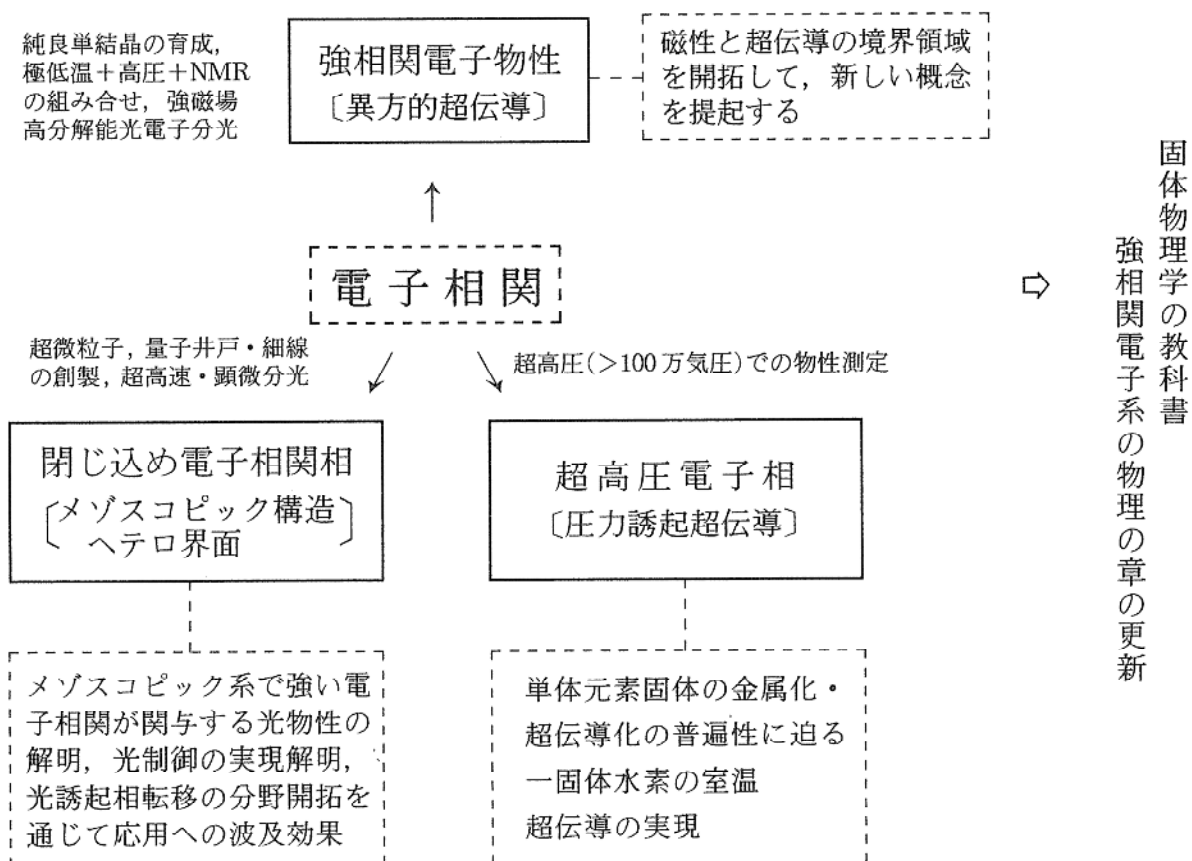 純良単結晶の育成,
極低温＋高圧＋NMR
の組み合せ，強磁場
高分解能光電子分光
強相関電子物性
〔異方的超伝導〕
磁性と超伝導の境界領域
を開拓して，新しい概念
を提起する
電子相関
超微粒子, 量子井戸・細線
の創製, 超高速・顕微分光
超高圧(＞100万気圧)での物性測定
閉じ込め電子相関相
〔メゾスコピック構造
ヘテロ界面〕
超高圧電子相
〔圧力誘起超伝導〕
メゾスコピック系で強い電
子相関が関与する光物性の
解明，光制御の実現解明，
光誘起相転移の分野開拓を
通じて応用への波及効果
単体元素固体の金属化・
超伝導化の普遍性に迫る
―固体水素の室温
超伝導の実現
⇨
固体物理学の教科書
強相関電子系の物理の章の更新